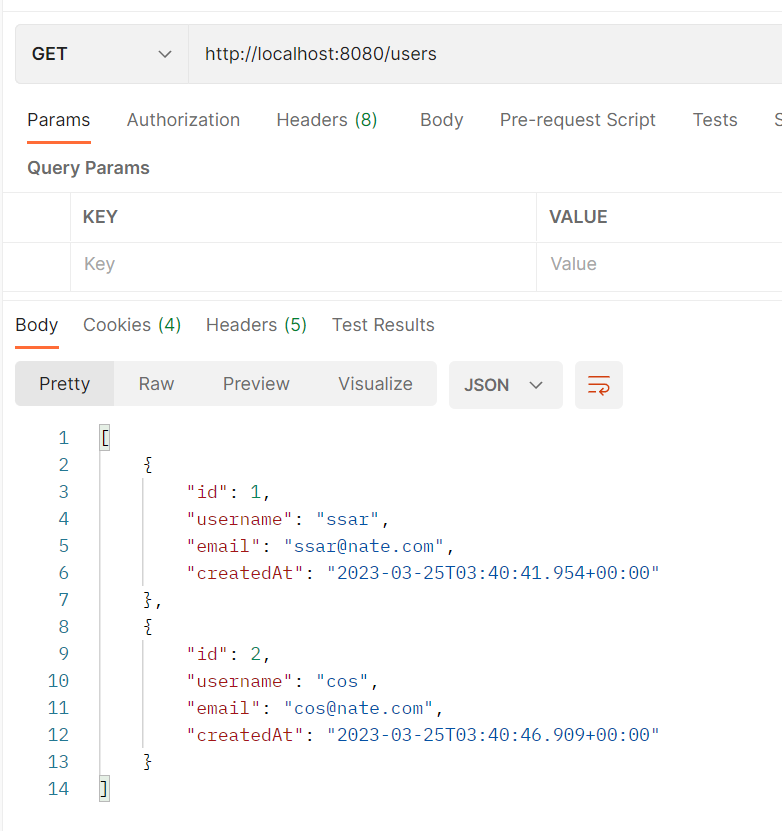 GET http://localhost:8080/users
Params Authorization Headers (8) Body Pre-request Script Tests S
Query Params
KEY VALUE
Key Value
Body Cookies (4) Headers (5) Test Results
Pretty Raw Preview Visualize JSON
1 [
2 {
3 "id": 1,
4 "username": "ssar",
5 "email": "ssar@nate.com",
6 "createdAt": "2023-03-25T03:40:41.954+00:00"
7 },
8 {
9 "id": 2,
10 "username": "cos",
11 "email": "cos@nate.com",
12 "createdAt": "2023-03-25T03:40:46.909+00:00"
13 }
14 ]